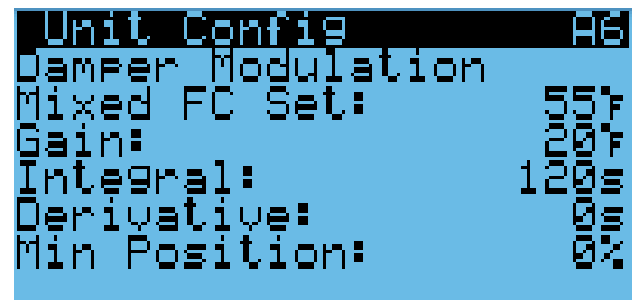 Unit Config A6
Damper Modulation
Mixed FC Set: 55°F
Gain: 20°F
Integral: 120s
Derivative: 0s
Min Position: 0%